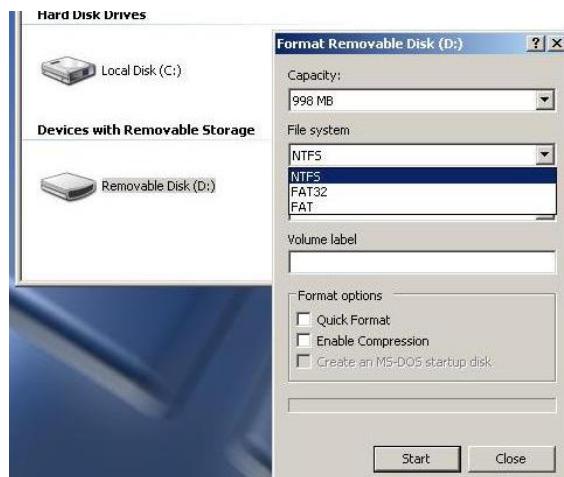 Hard Disk Drives
Local Disk (C:)
Devices with Removable Storage
Removable Disk (D:)
Format Removable Disk (D:)
Capacity:
998 MB
File system
NTFS
NTFS
FAT32
FAT
Volume label
Format options
Quick Format
Enable Compression
Create an MS-DOS startup disk
Start
Close